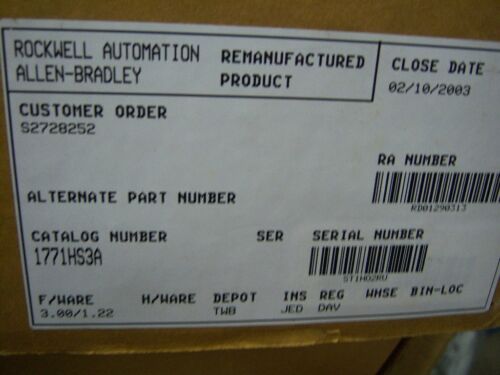 ROCKWELL AUTOMATION
ALLEN-BRADLEY
REMANUFACTURED
PRODUCT
CLOSE DATE
02/10/2003
CUSTOMER ORDER
S2728252
RA NUMBER
RD01290313
ALTERNATE PART NUMBER
CATALOG NUMBER SER SERIAL NUMBER
1771HS3A
STIH02RU
F/WARE H/WARE DEPOT INS REG WHSE BIN-LOC
3.00/1.22 TWB JED DAV